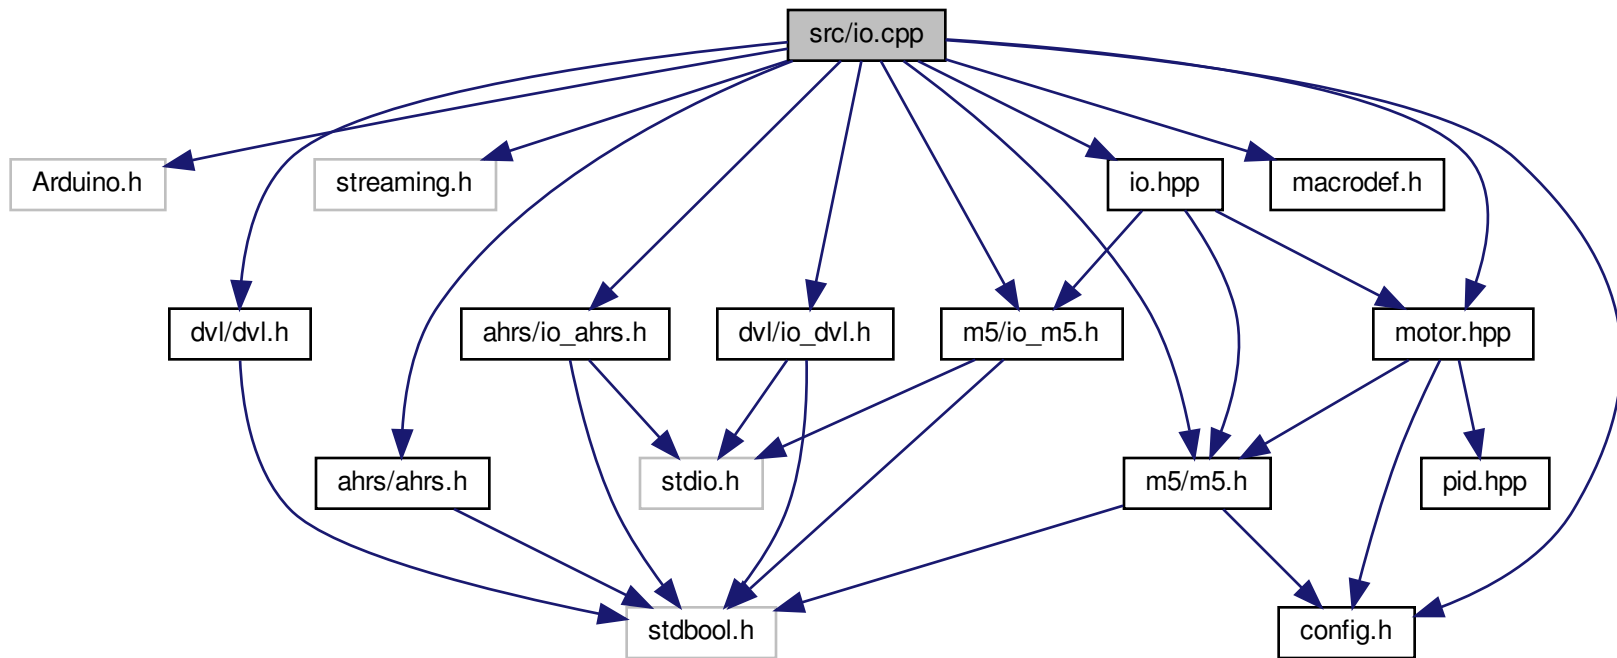 src/io.cpp
Arduino.h
streaming.h
io.hpp
macrodef.h
dvl/dvl.h
ahrs/io_ahrs.h
dvl/io_dvl.h
m5/io_m5.h
motor.hpp
ahrs/ahrs.h
stdio.h
m5/m5.h
pid.hpp
stdbool.h
config.h